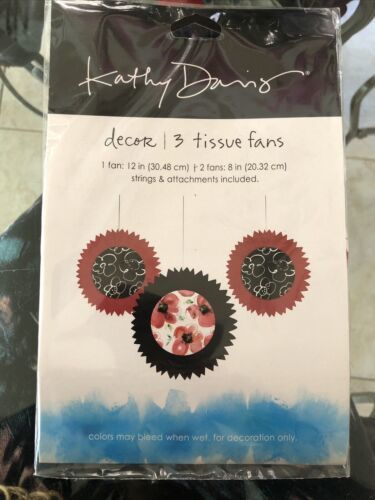 Kathy Davis®
decor | 3 tissue fans
1 fan: 12 in (30.48 cm) † 2 fans: 8 in (20.32 cm)
strings & attachments included.
colors may bleed when wet, for decoration only.